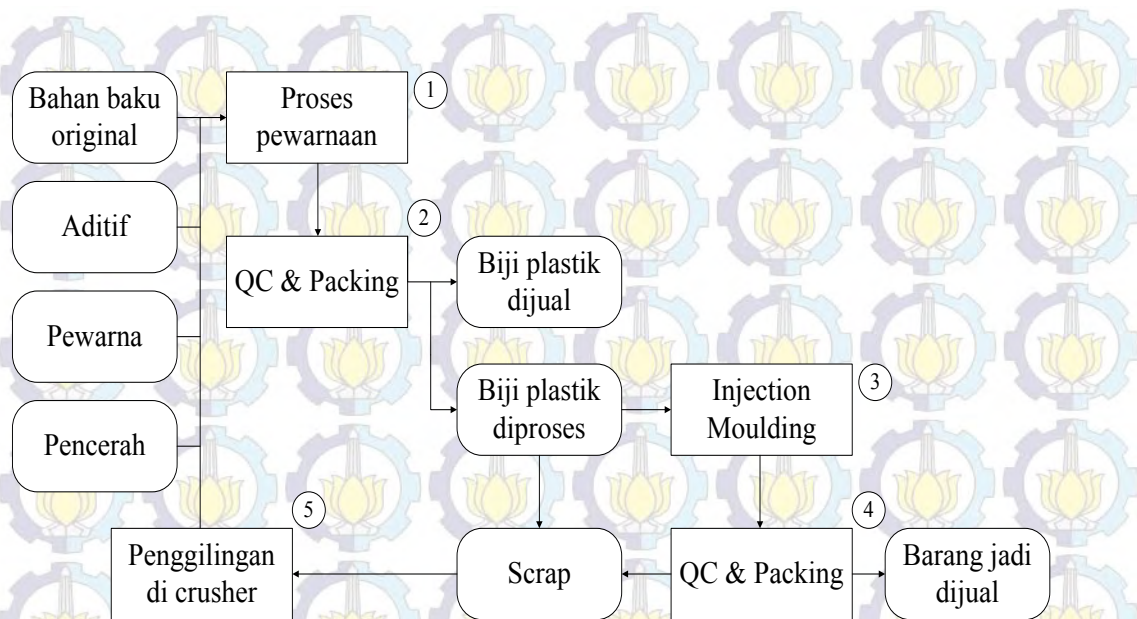 Bahan baku
original
Proses
pewarnaan
1
Aditif
QC & Packing
2
Biji plastik
dijual
Pewarna
Biji plastik
diproses
Injection
Moulding
3
Pencerah
Penggilingan
di crusher
5
Scrap
QC & Packing
4
Barang jadi
dijual